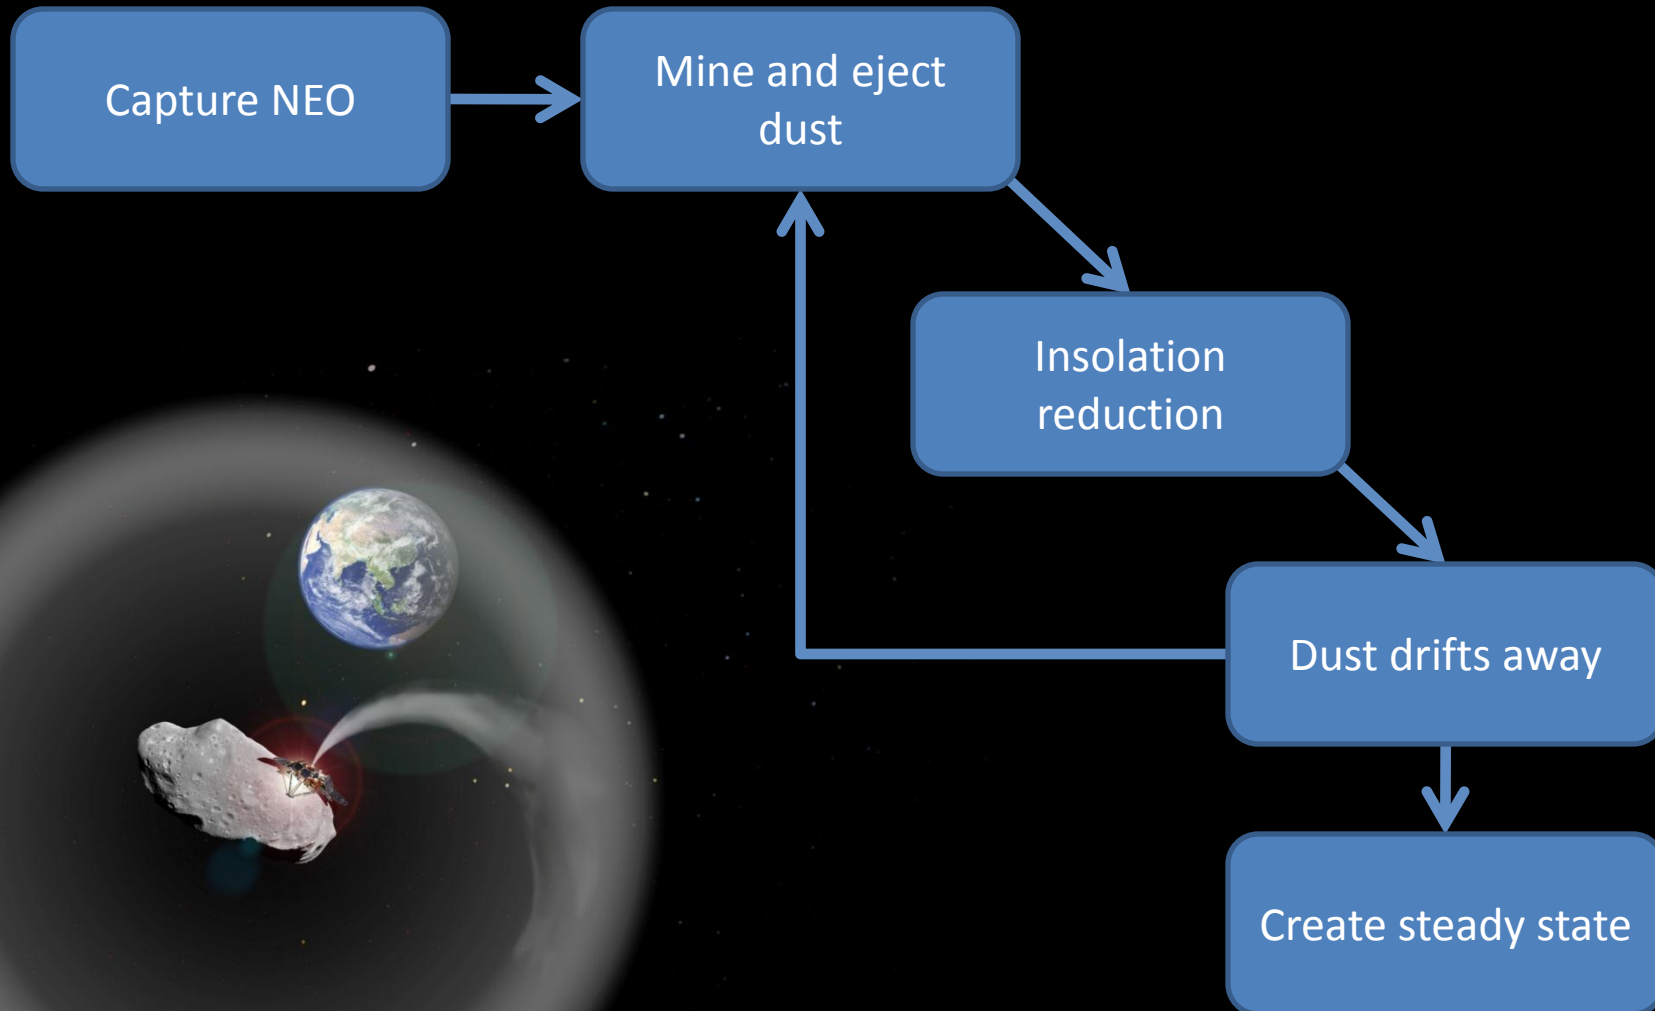 Capture NEO
Mine and eject
dust
Insolation
reduction
Dust drifts away
Create steady state